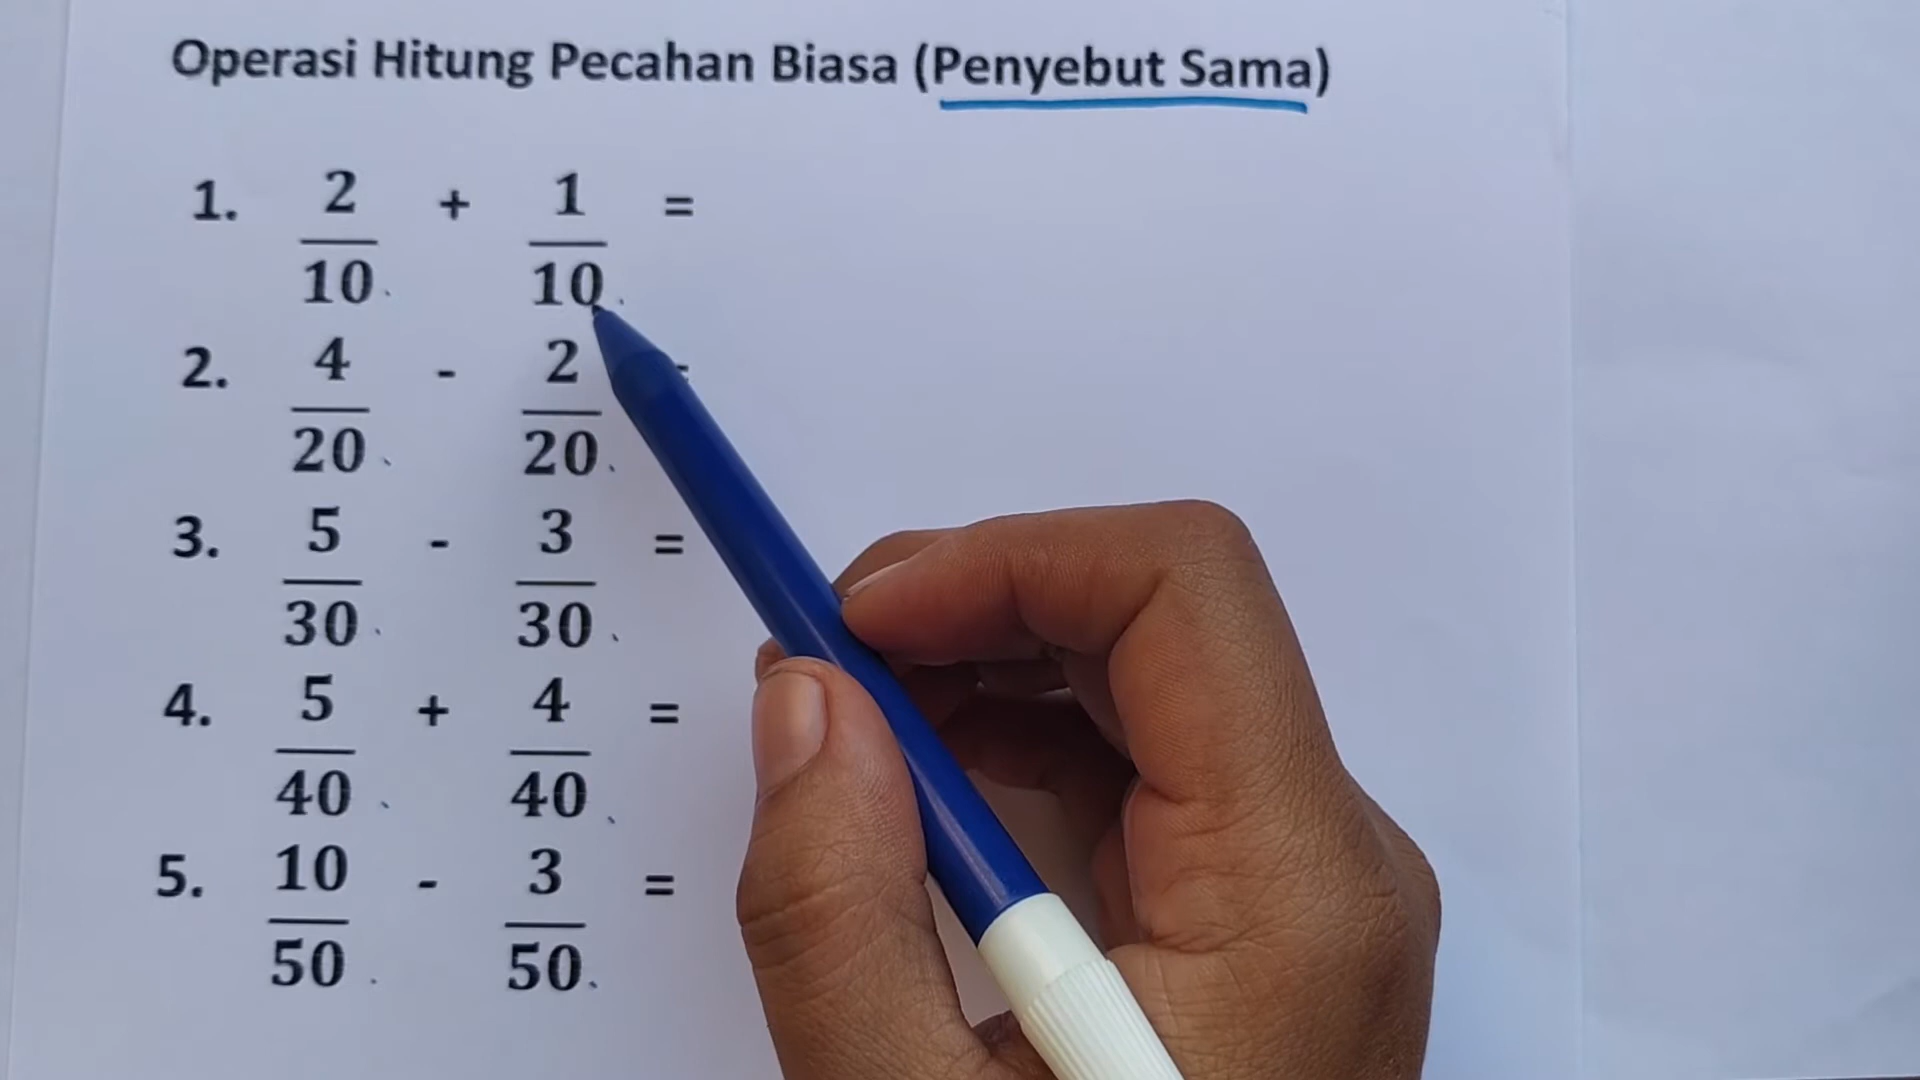 Operasi Hitung Pecahan Biasa (Penyebut Sama)
1. 2/10 + 1/10 =
2. 4/20 - 2/20 =
3. 5/30 - 3/30 =
4. 5/40 + 4/40 =
5. 10/50 - 3/50 =